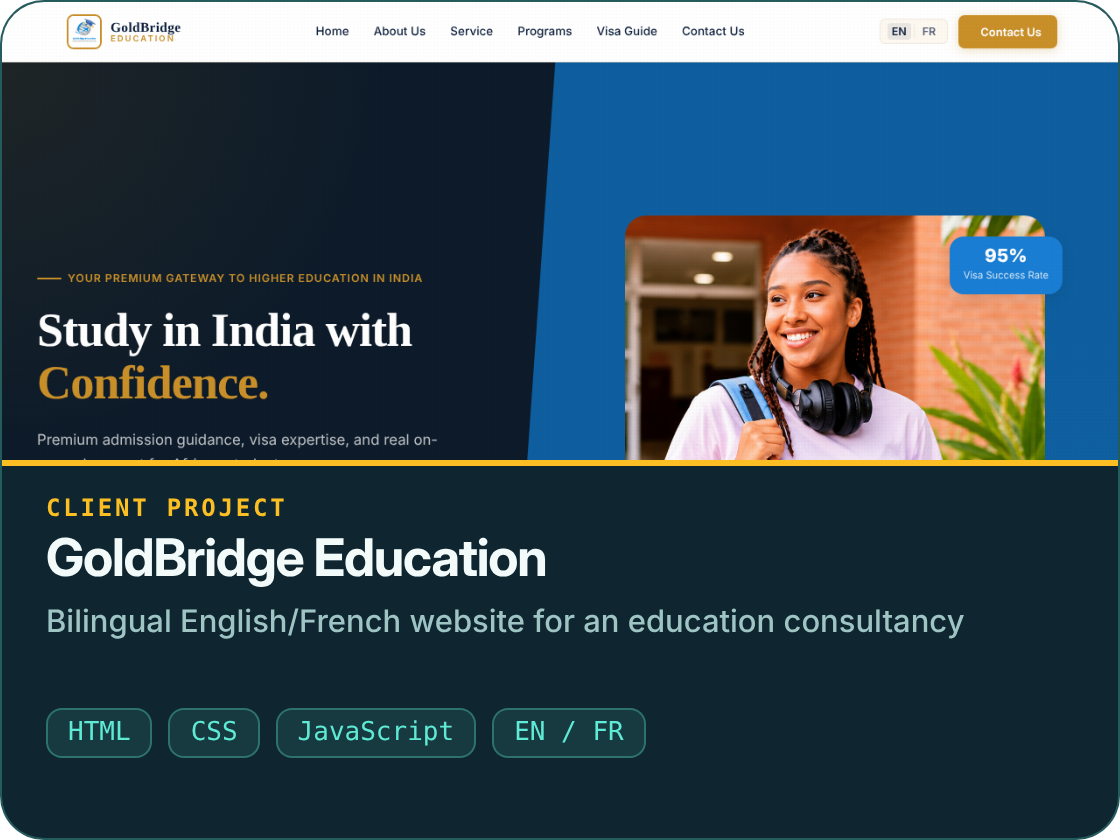 GoldBridge
EDUCATION
Home About Us Service Programs Visa Guide Contact Us
EN FR
Contact Us
95%
Visa Success Rate
YOUR PREMIUM GATEWAY TO HIGHER EDUCATION IN INDIA
Study in India with
Confidence.
Premium admission guidance, visa expertise, and real on-
CLIENT PROJECT
GoldBridge Education
Bilingual English/French website for an education consultancy
HTML CSS JavaScript EN / FR